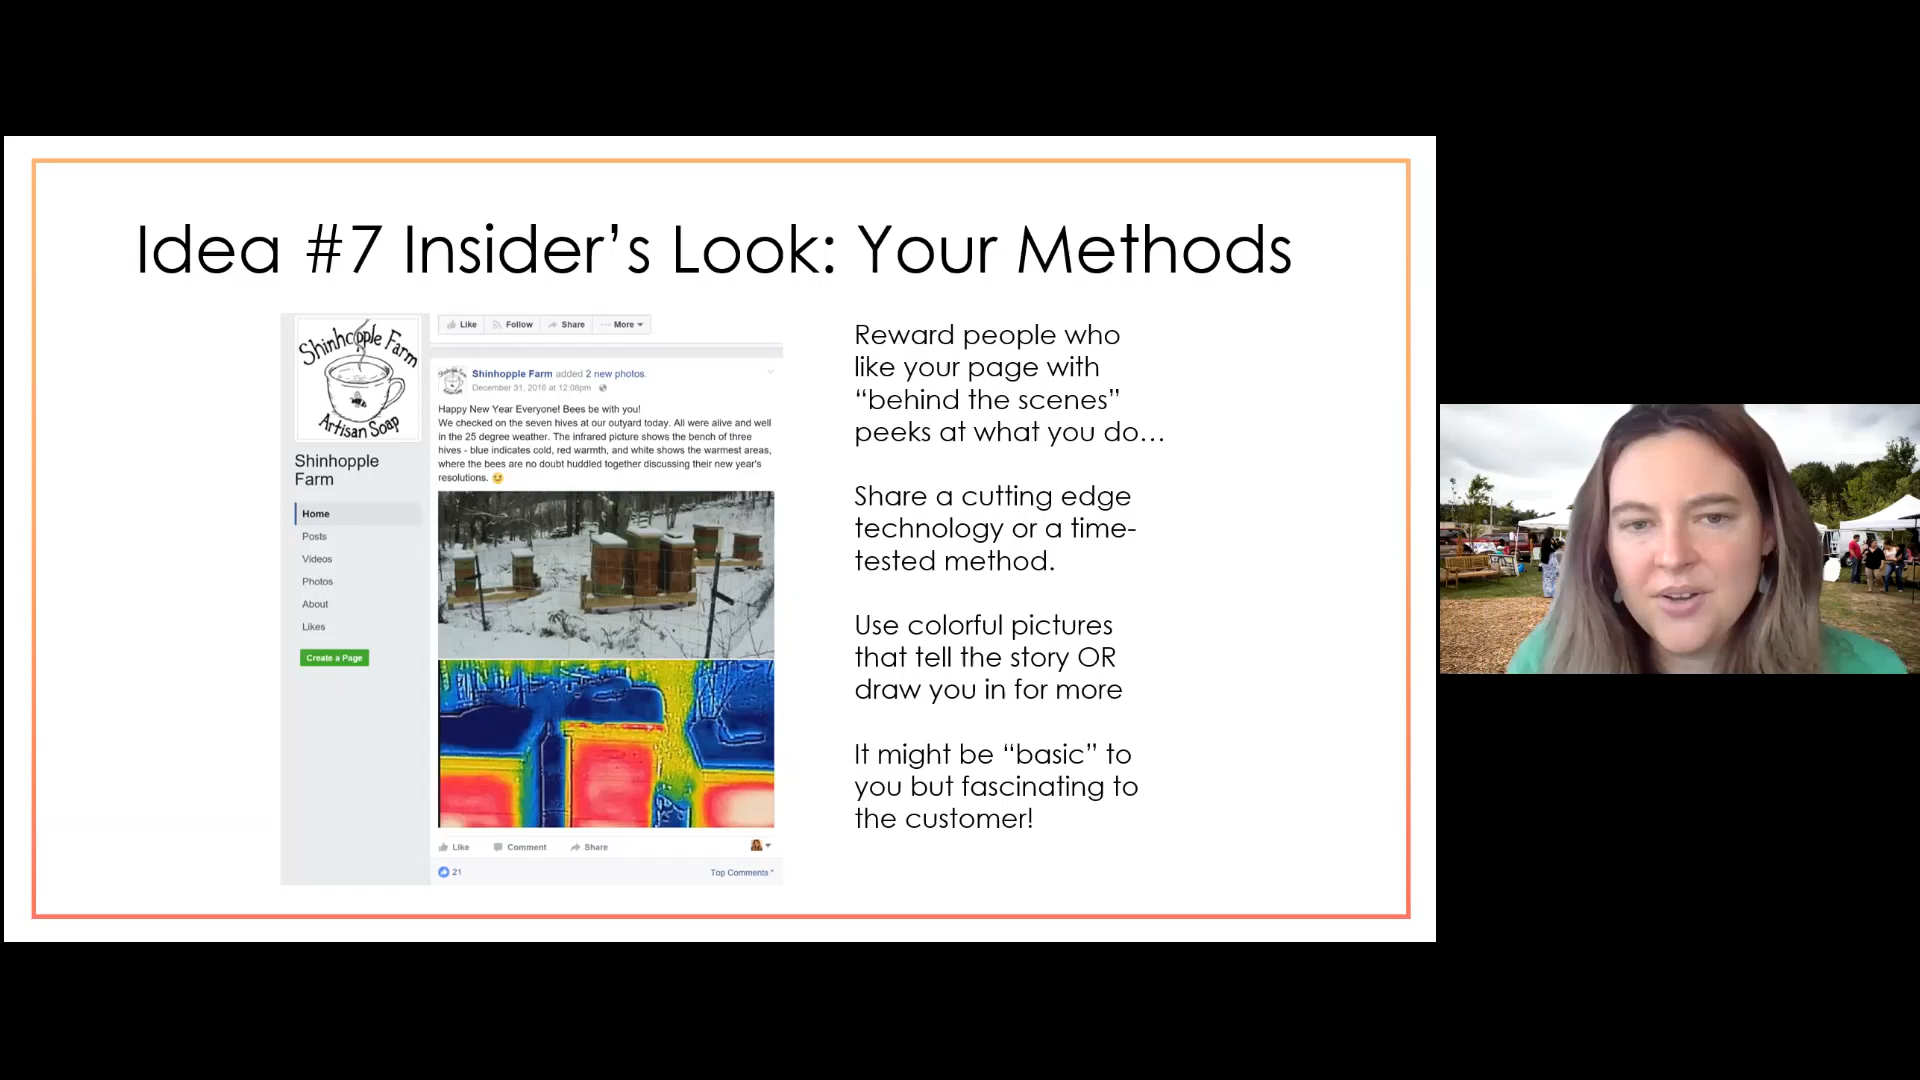 Idea #7 Insider’s Look: Your Methods
Shinhopple Farm
Artisan Soap
Shinhopple
Farm
Home
Posts
Videos
Photos
About
Likes
Create a Page
Like
Follow
Share
More
Shinhopple Farm added 2 new photos.
December 31, 2016 at 12:06pm
Happy New Year Everyone! Bees be with you!
We checked on the seven hives at our outyard today. All were alive and well
in the 25 degree weather. The infrared picture shows the bench of three
hives - blue indicates cold, red warmth, and white shows the warmest areas,
where the bees are no doubt huddled together discussing their new year's
resolutions.
Like
Comment
Share
21
Top Comments
Reward people who
like your page with
“behind the scenes”
peeks at what you do…
Share a cutting edge
technology or a time-
tested method.
Use colorful pictures
that tell the story OR
draw you in for more
It might be “basic” to
you but fascinating to
the customer!